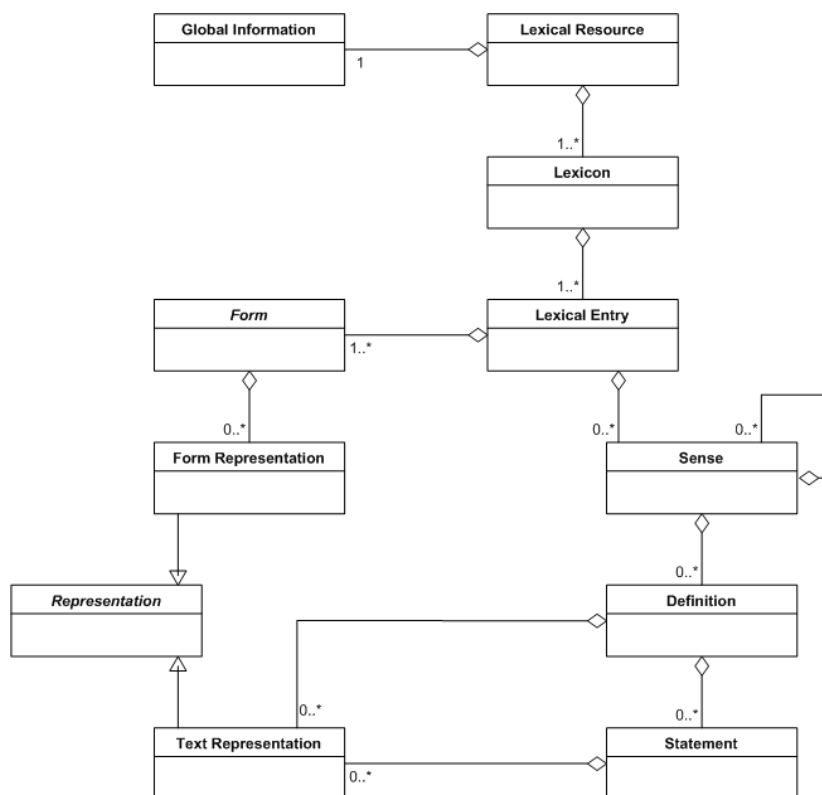 Global Information
Lexical Resource
1
1..*
Lexicon
1..*
Form
Lexical Entry
1..*
0..*
0..*
0..*
Form Representation
Sense
0..*
Representation
Definition
0..*
0..*
Text Representation
Statement
0..*